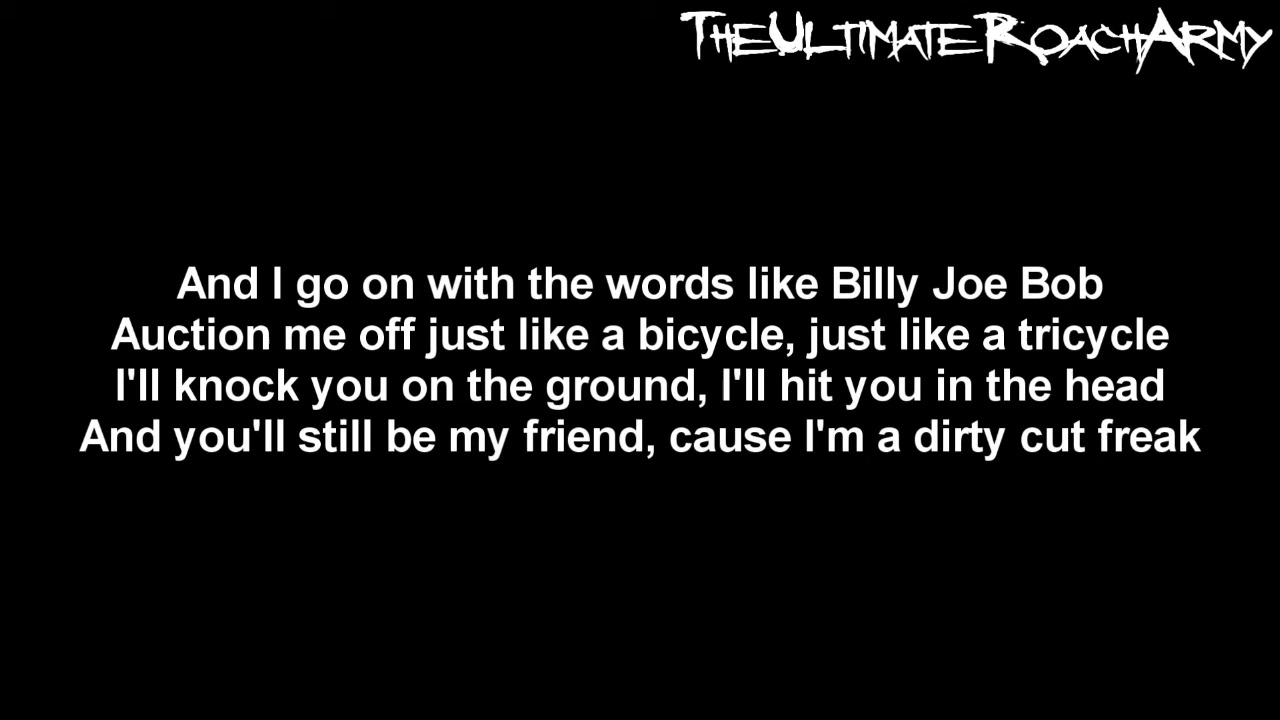 TheUltimateRoachArmy
And I go on with the words like Billy Joe Bob
Auction me off just like a bicycle, just like a tricycle
I'll knock you on the ground, I'll hit you in the head
And you'll still be my friend, cause I'm a dirty cut freak